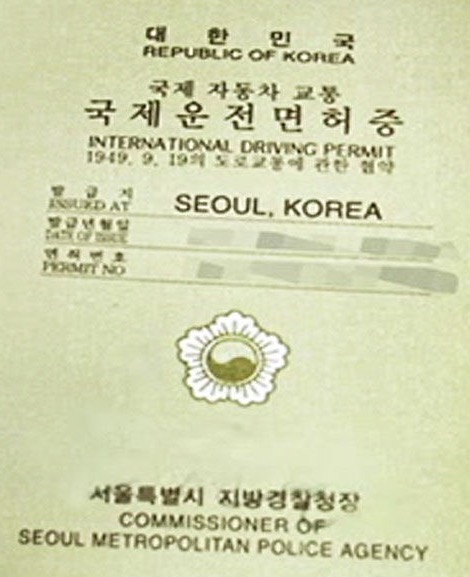 대한민국
REPUBLIC OF KOREA
국제 자동차 교통
국제운전면허증
INTERNATIONAL DRIVING PERMIT
1949. 9. 19의 도로교통에 관한 협약
발급지
ISSUED AT SEOUL, KOREA
발급년월일
DATE OF ISSUE
면허번호
PERMIT NO
서울특별시 지방경찰청장
COMMISSIONER OF
SEOUL METROPOLITAN POLICE AGENCY